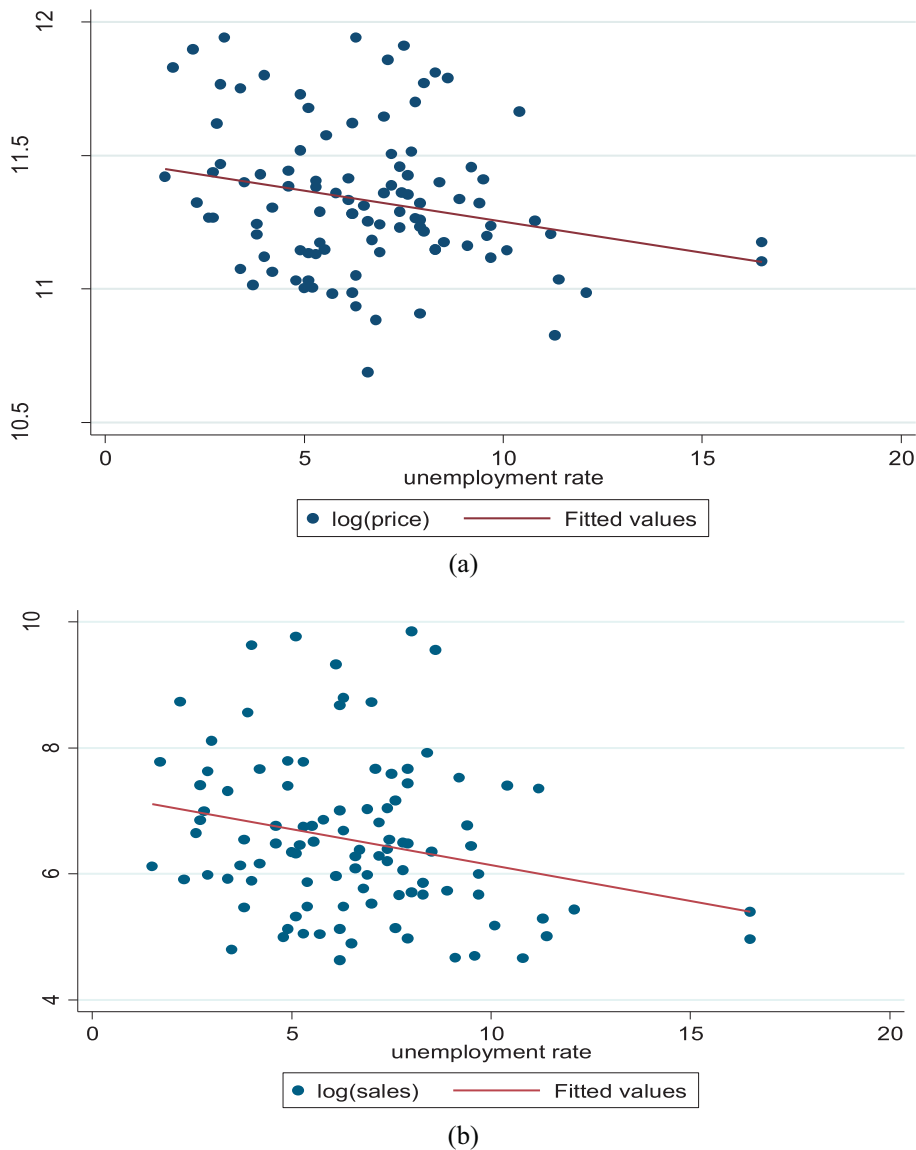 12
11.5
11
10.5
0 5 10 15 20
unemployment rate
log(price) Fitted values
(a)
10
8
6
4
0 5 10 15 20
unemployment rate
log(sales) Fitted values
(b)